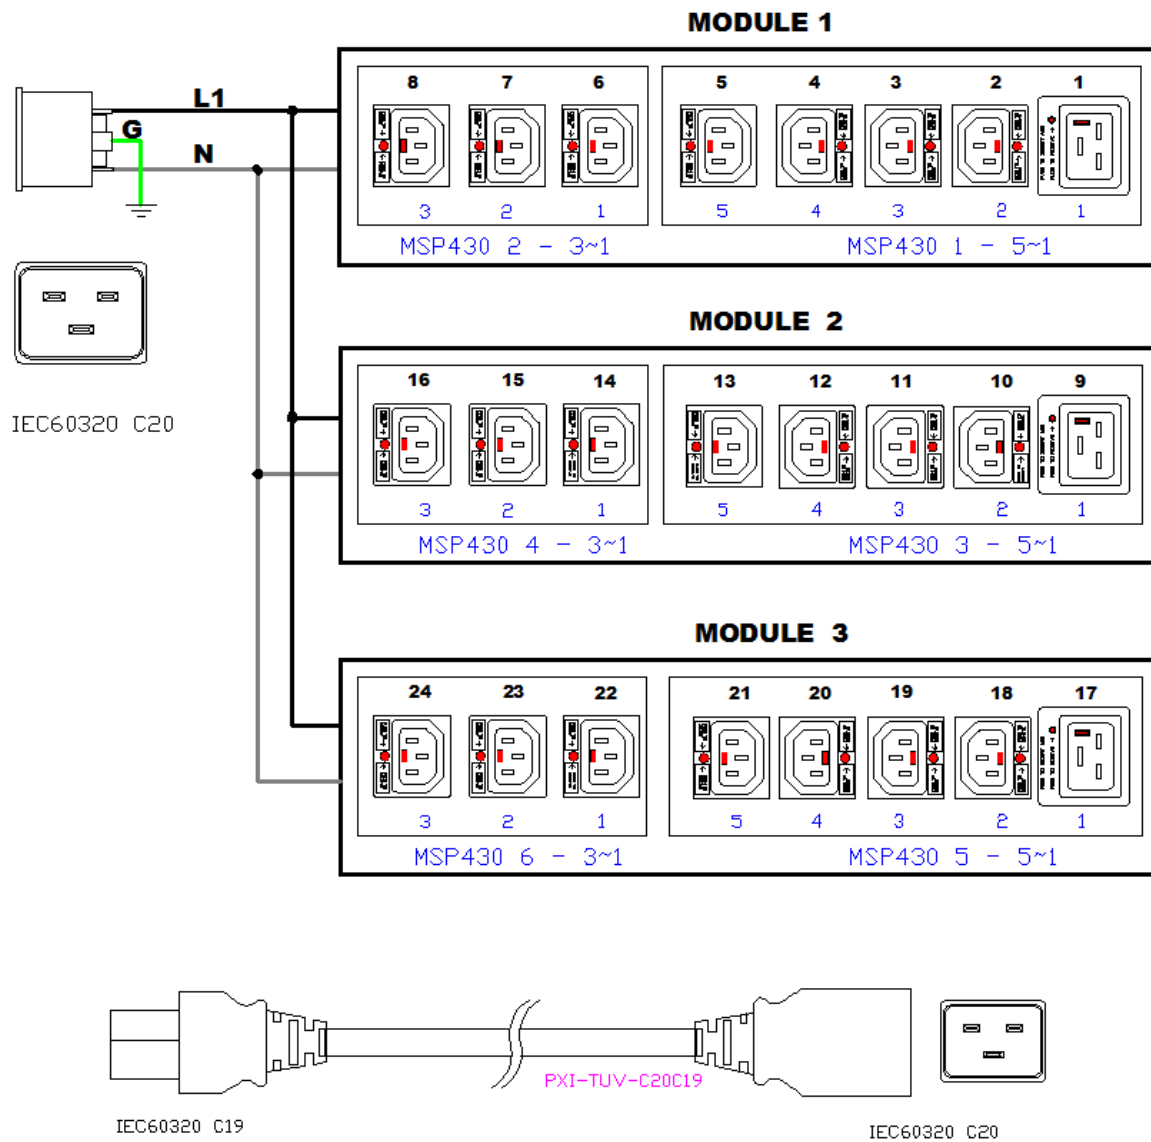 MODULE 1
8 7 6 5 4 3 2 1
L1
G
N
3 2 1 5 4 3 2 1
MSP430 2 - 3~1 MSP430 1 - 5~1
MODULE 2
16 15 14 13 12 11 10 9
IEC60320 C20
3 2 1 5 4 3 2 1
MSP430 4 - 3~1 MSP430 3 - 5~1
MODULE 3
24 23 22 21 20 19 18 17
3 2 1 5 4 3 2 1
MSP430 6 - 3~1 MSP430 5 - 5~1
PXI-TUV-C20C19
IEC60320 C19
IEC60320 C20